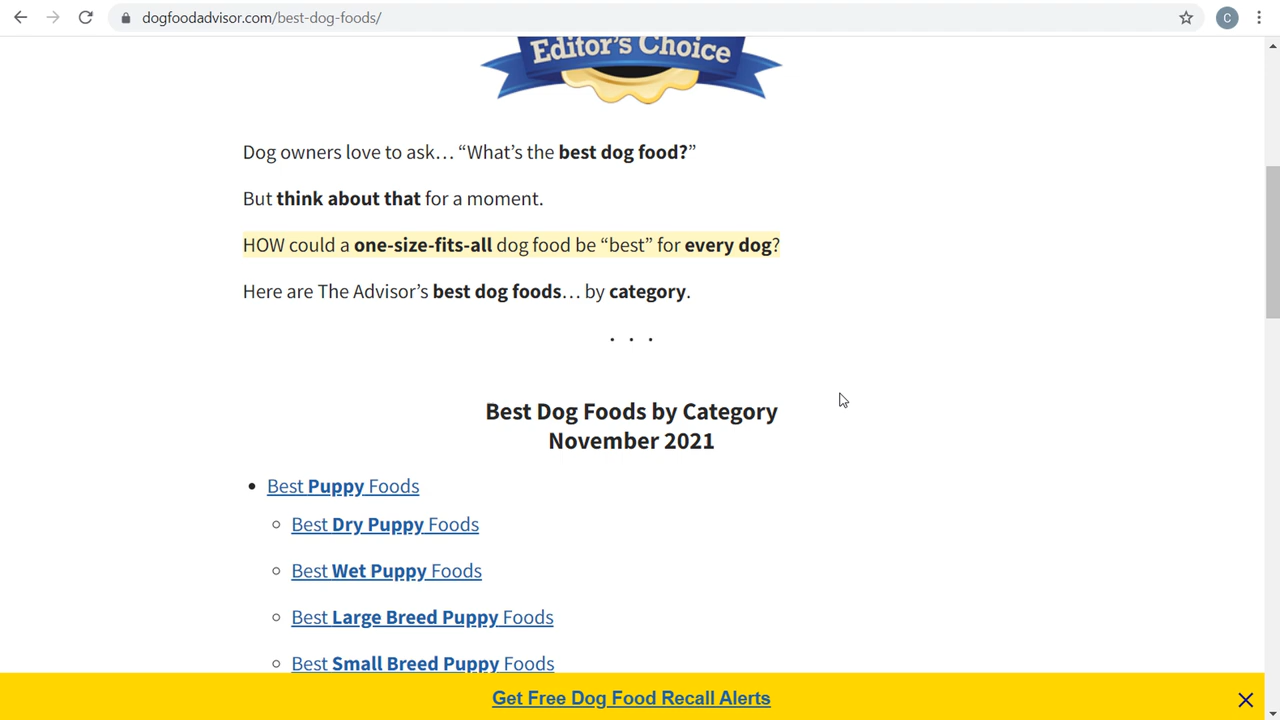 dogfoodadvisor.com/best-dog-foods/
C
Editor's Choice
Dog owners love to ask… “What’s the best dog food?”
But think about that for a moment.
HOW could a one-size-fits-all dog food be “best” for every dog?
Here are The Advisor’s best dog foods… by category.
. . .
Best Dog Foods by Category
November 2021
Best Puppy Foods
Best Dry Puppy Foods
Best Wet Puppy Foods
Best Large Breed Puppy Foods
Best Small Breed Puppy Foods
Get Free Dog Food Recall Alerts